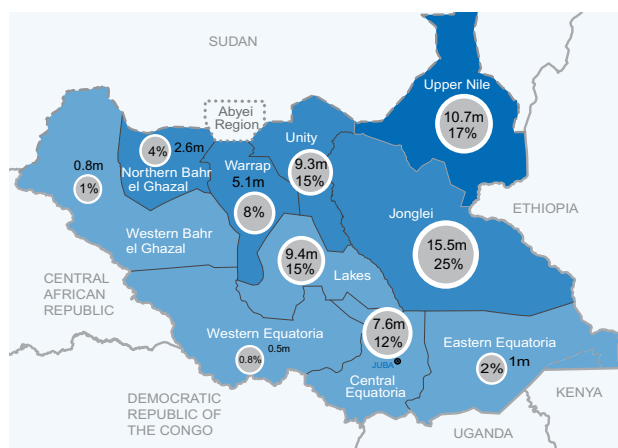 SUDAN
Upper Nile
10.7m
17%
Abyei
Region
Unity
9.3m
15%
4%
2.6m
Northern Bahr
el Ghazal
0.8m
1%
Warrap
5.1m
8%
ETHIOPIA
Jonglei
15.5m
25%
Western Bahr
el Ghazal
9.4m
15%
Lakes
CENTRAL
AFRICAN
REPUBLIC
7.6m
12%
JUBA
Western Equatoria
0.8%
0.5m
Eastern Equatoria
2%
1m
Central
Equatoria
DEMOCRATIC
REPUBLIC OF
THE CONGO
KENYA
UGANDA